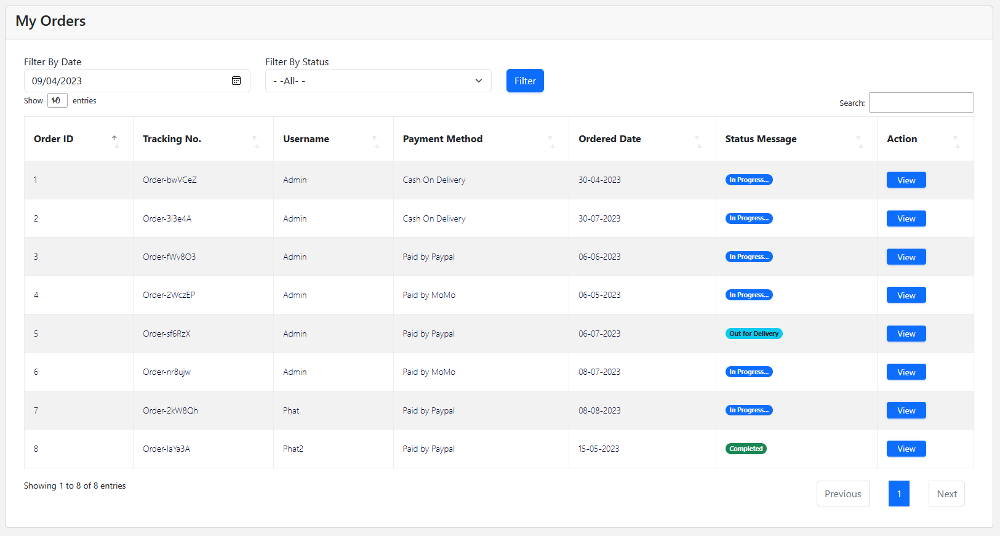 My Orders
Filter By Date Filter By Status
09/04/2023 - -All- - Filter
Show 10 entries Search:
Order ID Tracking No. Username Payment Method Ordered Date Status Message Action
1 Order-bwVCeZ Admin Cash On Delivery 30-04-2023 In Progress... View
2 Order-3i3e4A Admin Cash On Delivery 30-07-2023 In Progress... View
3 Order-fWv8O3 Admin Paid by Paypal 06-06-2023 In Progress... View
4 Order-2WczEP Admin Paid by MoMo 06-05-2023 In Progress... View
5 Order-sf6RzX Admin Paid by Paypal 06-07-2023 Out for Delivery View
6 Order-nr8ujw Admin Paid by MoMo 08-07-2023 In Progress... View
7 Order-2kW8Qh Phat Paid by Paypal 08-08-2023 In Progress... View
8 Order-IaYa3A Phat2 Paid by Paypal 15-05-2023 Completed View
Showing 1 to 8 of 8 entries Previous 1 Next